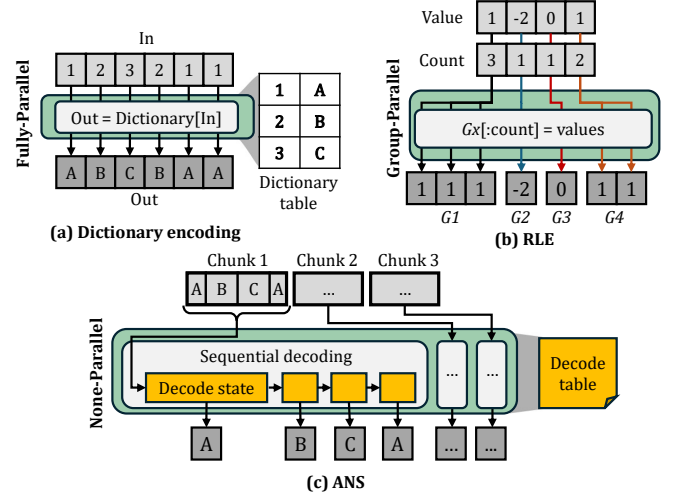 In
1 2 3 2 1 1
Fully-Parallel
Out = Dictionary[In]
A B C B A A
Out
1 A
2 B
3 C
Dictionary
table
(a) Dictionary encoding
Value 1 -2 0 1
Count 3 1 1 2
Group-Parallel
Gx[:count] = values
1 1 1 -2 0 1 1
G1 G2 G3 G4
(b) RLE
Chunk 1 Chunk 2 Chunk 3
A B C A ... ...
None-Parallel
Sequential decoding
Decode state
... ...
Decode
table
A B C A ... ...
(c) ANS